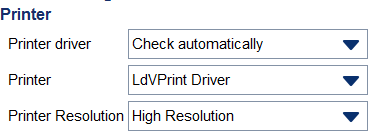 Printer
Printer driver Check automatically
Printer LdVPrint Driver
Printer Resolution High Resolution